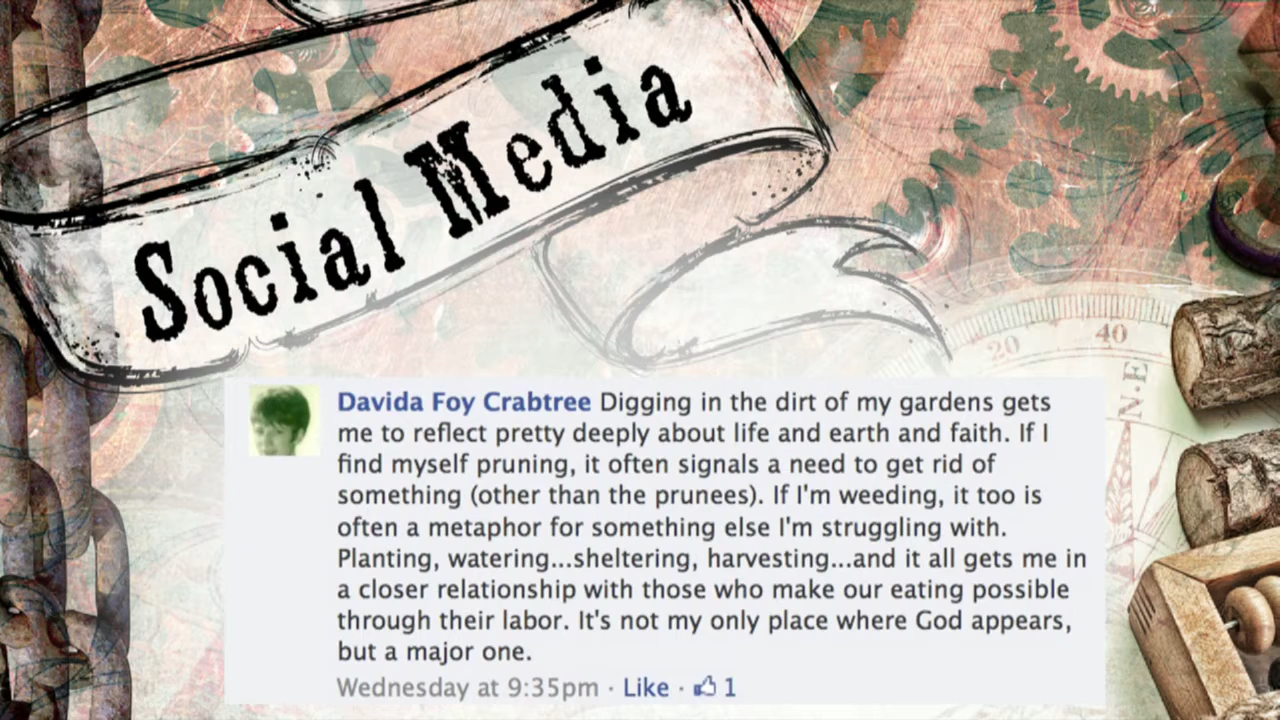 Social Media
20
40
N.E
Davida Foy Crabtree Digging in the dirt of my gardens gets
me to reflect pretty deeply about life and earth and faith. If I
find myself pruning, it often signals a need to get rid of
something (other than the prunees). If I'm weeding, it too is
often a metaphor for something else I'm struggling with.
Planting, watering...sheltering, harvesting...and it all gets me in
a closer relationship with those who make our eating possible
through their labor. It's not my only place where God appears,
but a major one.
Wednesday at 9:35pm · Like · 1